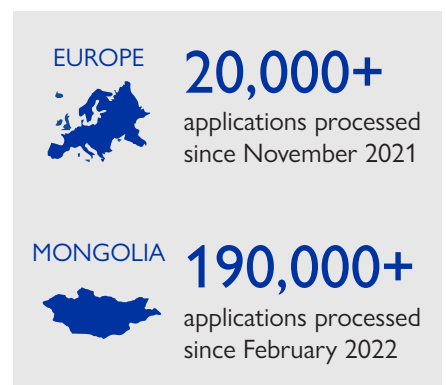 EUROPE
20,000+
applications processed
since November 2021
MONGOLIA
190,000+
applications processed
since February 2022